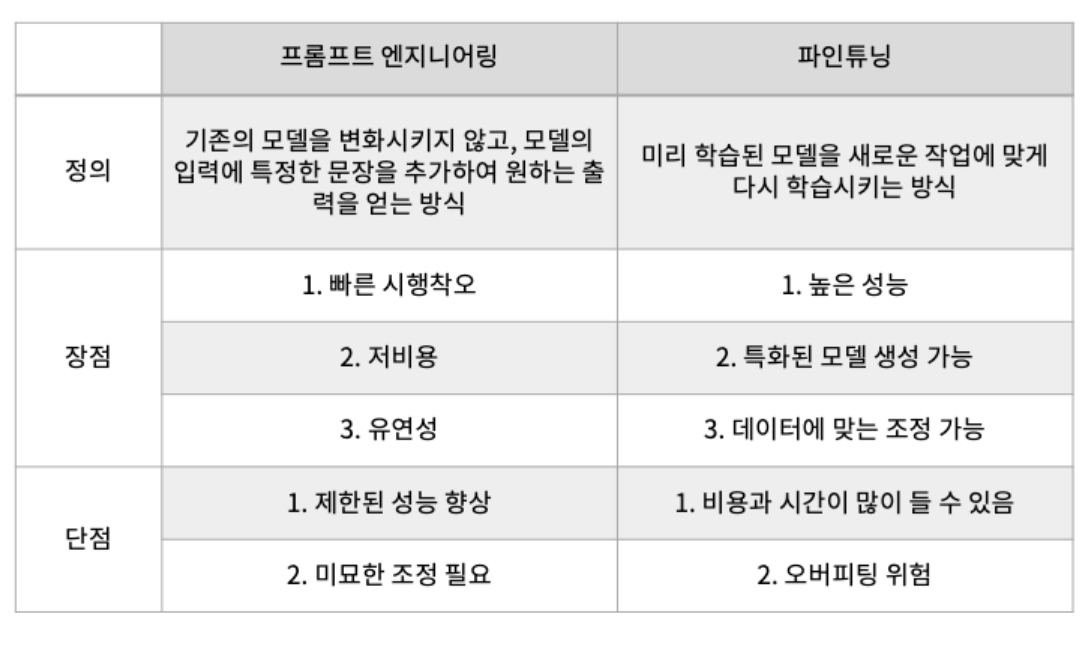 프롬프트 엔지니어링
파인튜닝
정의
기존의 모델을 변화시키지 않고, 모델의
입력에 특정한 문장을 추가하여 원하는 출
력을 얻는 방식
미리 학습된 모델을 새로운 작업에 맞게
다시 학습시키는 방식
장점
1. 빠른 시행착오
1. 높은 성능
2. 저비용
2. 특화된 모델 생성 가능
3. 유연성
3. 데이터에 맞는 조정 가능
단점
1. 제한된 성능 향상
1. 비용과 시간이 많이 들 수 있음
2. 미묘한 조정 필요
2. 오버피팅 위험